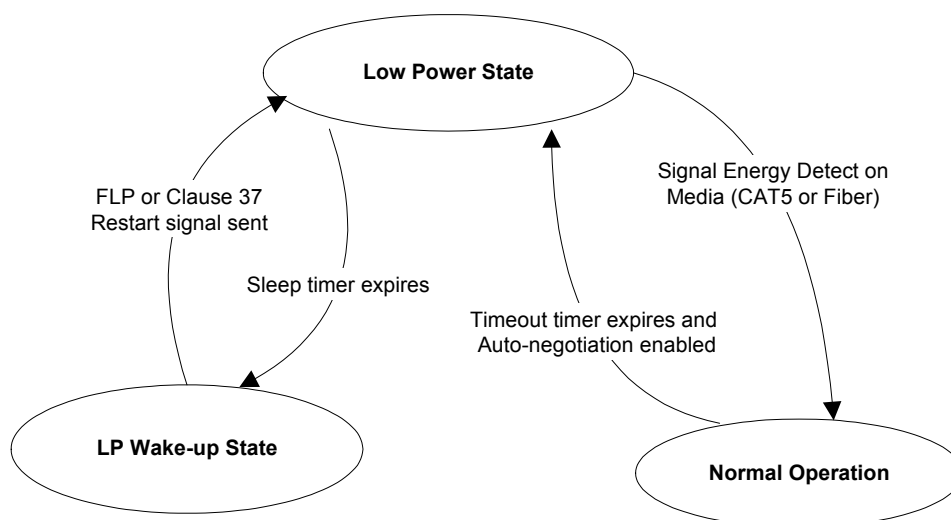 Low Power State
FLP or Clause 37
Restart signal sent
Signal Energy Detect on
Media (CAT5 or Fiber)
Sleep timer expires
Timeout timer expires and
Auto-negotiation enabled
LP Wake-up State
Normal Operation